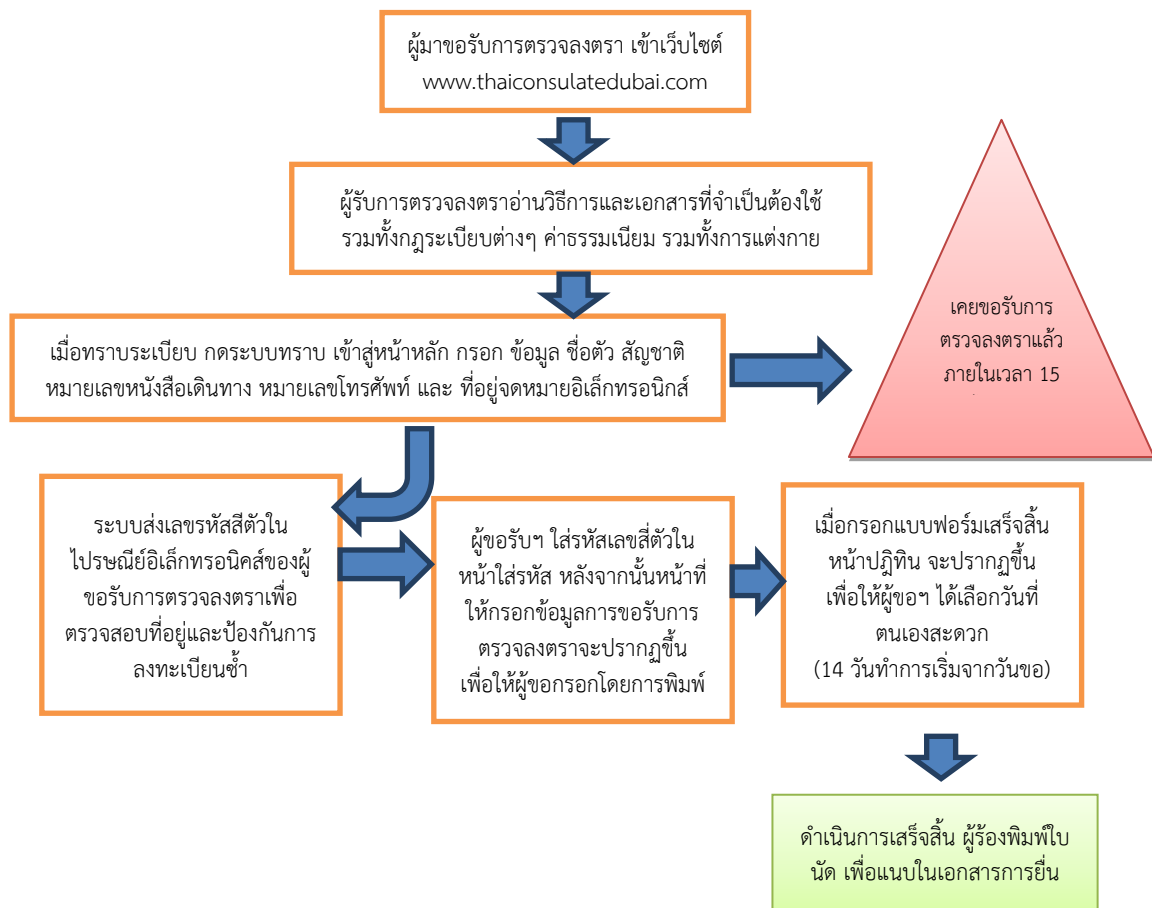 ผู้มาขอรับการตรวจลงตรา เข้าเว็บไซต์
www.thaiconsulatedubai.com
ผู้รับการตรวจลงตราอ่านวิธีการและเอกสารที่จำเป็นต้องใช้
รวมทั้งกฎระเบียบต่างๆ ค่าธรรมเนียม รวมทั้งการแต่งกาย
เมื่อทราบระเบียบ กดระบบทราบ เข้าสู่หน้าหลัก กรอก ข้อมูล ชื่อตัว สัญชาติ
หมายเลขหนังสือเดินทาง หมายเลขโทรศัพท์ และ ที่อยู่จดหมายอิเล็กทรอนิกส์
เคยขอรับการ
ตรวจลงตราแล้ว
ภายในเวลา 15
ระบบส่งเลขรหัสสี่ตัวใน
ไปรษณีย์อิเล็กทรอนิคส์ของผู้
ขอรับการตรวจลงตราเพื่อ
ตรวจสอบที่อยู่และป้องกันการ
ลงทะเบียนซ้ำ
ผู้ขอรับฯ ใส่รหัสเลขสี่ตัวใน
หน้าใส่รหัส หลังจากนั้นหน้าที่
ให้กรอกข้อมูลการขอรับการ
ตรวจลงตราจะปรากฏขึ้น
เพื่อให้ผู้ขอกรอกโดยการพิมพ์
เมื่อกรอกแบบฟอร์มเสร็จสิ้น
หน้าปฎิทิน จะปรากฏขึ้น
เพื่อให้ผู้ขอฯ ได้เลือกวันที่
ตนเองสะดวก
(14 วันทำการเริ่มจากวันขอ)
ดำเนินการเสร็จสิ้น ผู้ร้องพิมพ์ใบ
นัด เพื่อแนบในเอกสารการยื่น